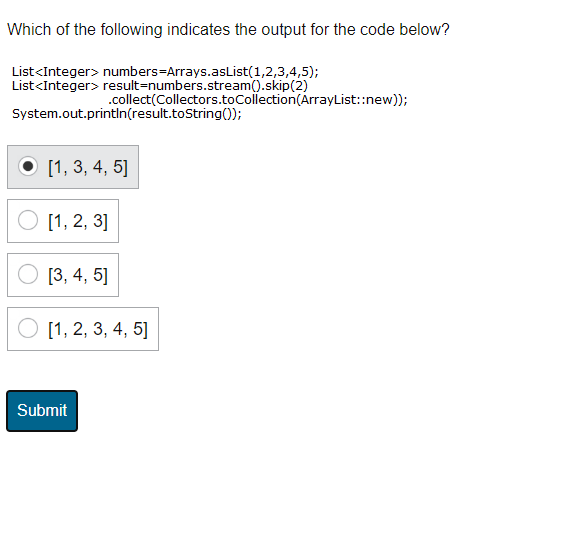 Which of the following indicates the output for the code below?
List<Integer> numbers=Arrays.asList(1,2,3,4,5);
List<Integer> result=numbers.stream().skip(2)
.collect(Collectors.toCollection(ArrayList::new));
System.out.println(result.toString());
[1, 3, 4, 5]
[1, 2, 3]
[3, 4, 5]
[1, 2, 3, 4, 5]
Submit